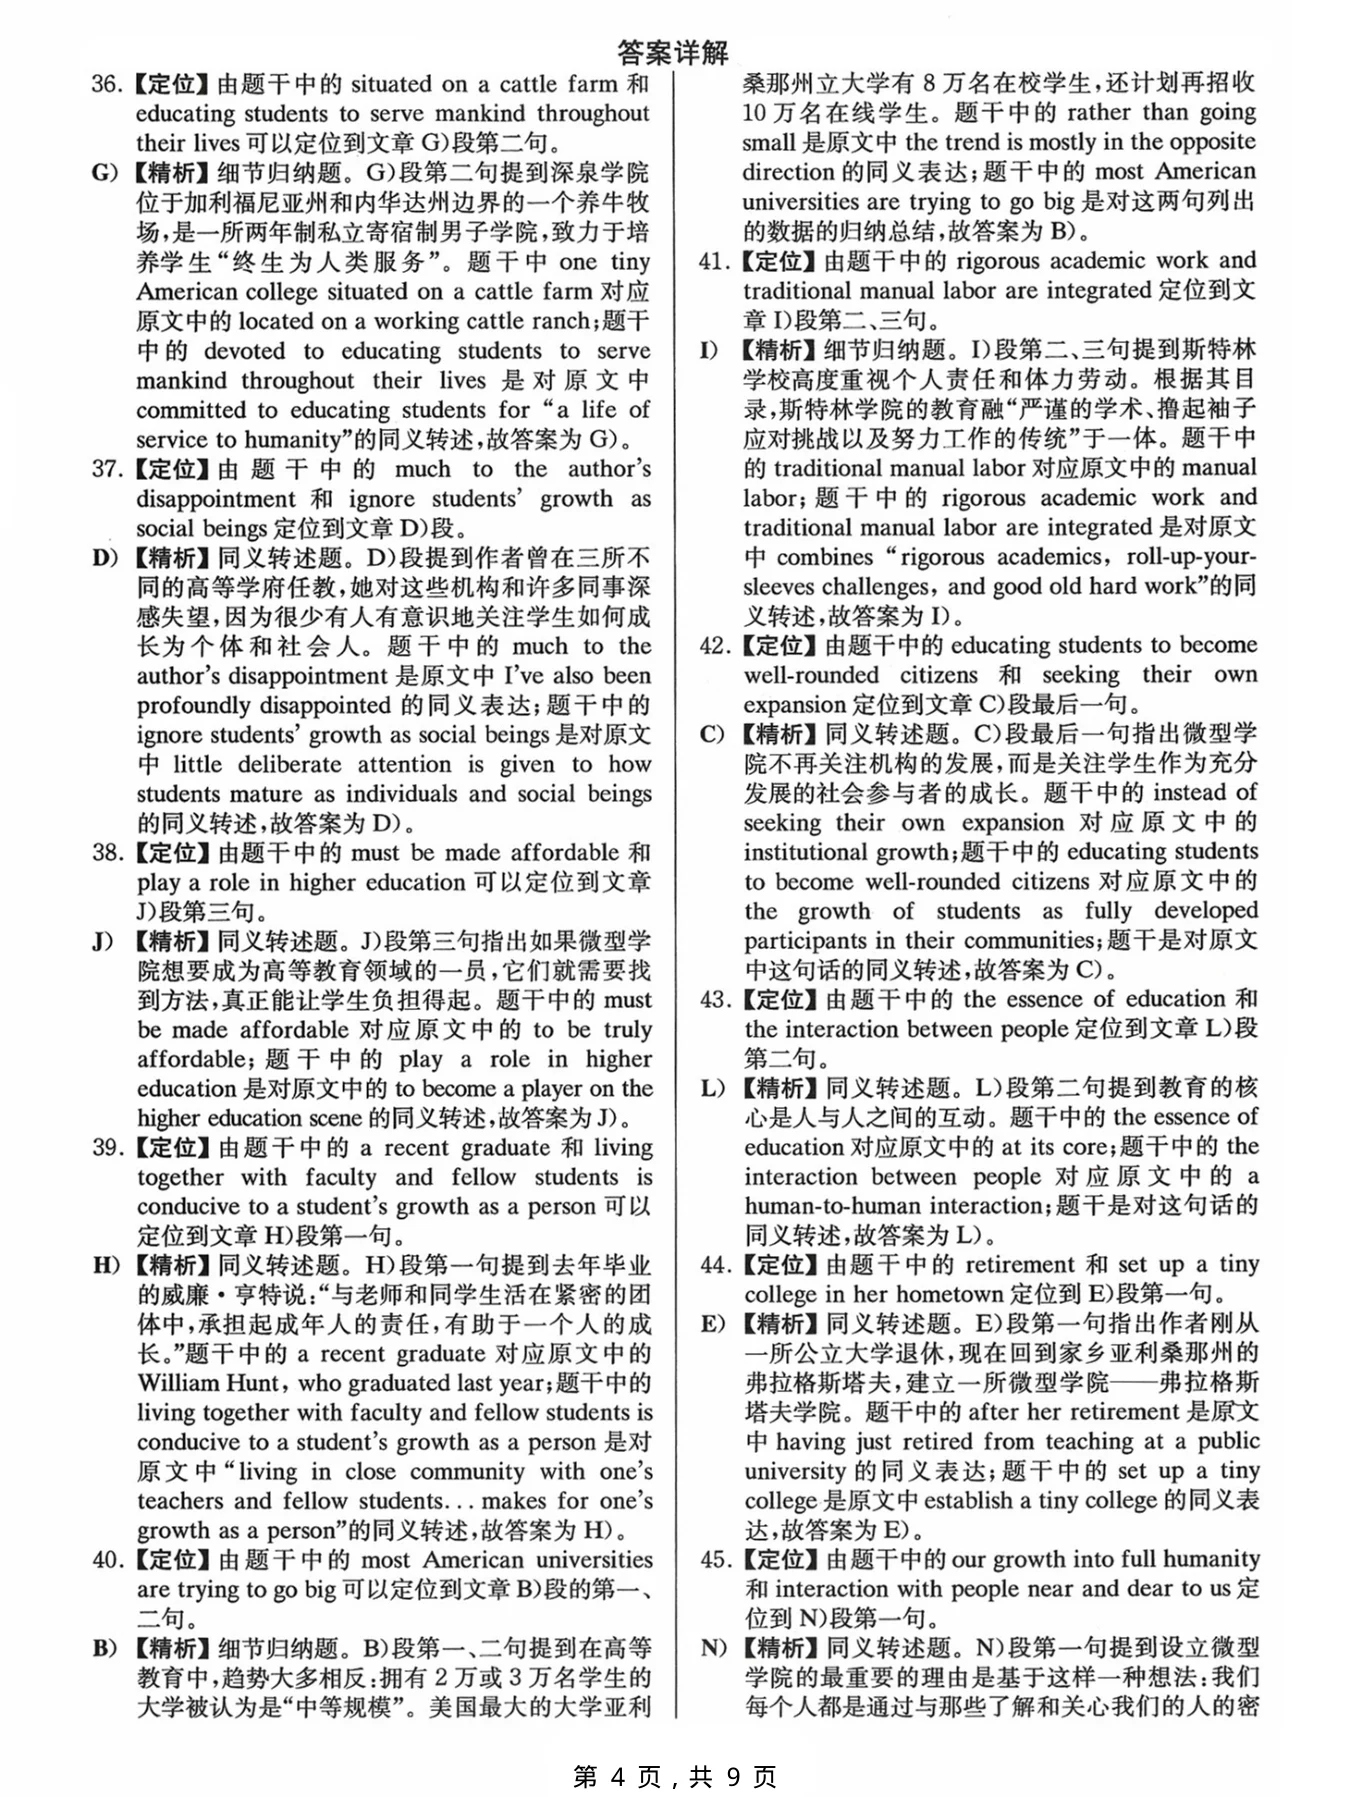 答案详解
36.【定位】由题干中的 situated on a cattle farm 和
educating students to serve mankind throughout
their lives 可以定位到文章 G)段第二句。
G)【精析】细节归纳题。G)段第二句提到深泉学院
位于加利福尼亚州和内华达州边界的一个养牛牧
场,是一所两年制私立寄宿制男子学院,致力于培
养学生“终生为人类服务”。题干中 one tiny
American college situated on a cattle farm 对应
原文中的 located on a working cattle ranch;题干
中的 devoted to educating students to serve
mankind throughout their lives 是对原文中
committed to educating students for “a life of
service to humanity”的同义转述,故答案为 G)。
37.【定位】由题干中的 much to the author's
disappointment 和 ignore students' growth as
social beings 定位到文章 D)段。
D)【精析】同义转述题。D)段提到作者曾在三所不
同的高等学府任教,她对这些机构和许多同事深
感失望,因为很少有人有意识地关注学生如何成
长为个体和社会人。题干中的 much to the
author's disappointment 是原文中 I've also been
profoundly disappointed 的同义表达;题干中的
ignore students' growth as social beings 是对原文
中 little deliberate attention is given to how
students mature as individuals and social beings
的同义转述,故答案为 D)。
38.【定位】由题干中的 must be made affordable 和
play a role in higher education 可以定位到文章
J)段第三句。
J)【精析】同义转述题。J)段第三句指出如果微型学
院想要成为高等教育领域的一员,它们就需要找
到方法,真正能让学生负担得起。题干中的 must
be made affordable 对应原文中的 to be truly
affordable;题干中的 play a role in higher
education 是对原文中的 to become a player on the
higher education scene 的同义转述,故答案为 J)。
39.【定位】由题干中的 a recent graduate 和 living
together with faculty and fellow students is
conducive to a student's growth as a person 可以
定位到文章 H)段第一句。
H)【精析】同义转述题。H)段第一句提到去年毕业
的威廉·亨特说:“与老师和同学生活在紧密的团
体中,承担起成年人的责任,有助于一个人的成
长。”题干中的 a recent graduate 对应原文中的
William Hunt, who graduated last year;题干中的
living together with faculty and fellow students is
conducive to a student's growth as a person 是对
原文中“living in close community with one's
teachers and fellow students... makes for one's
growth as a person”的同义转述,故答案为 H)。
40.【定位】由题干中的 most American universities
are trying to go big 可以定位到文章 B)段的第一、
二句。
B)【精析】细节归纳题。B)段第一、二句提到在高等
教育中,趋势大多相反:拥有 2 万或 3 万名学生的
大学被认为是“中等规模”。美国最大的大学亚利
桑那州立大学有 8 万名在校学生,还计划再招收
10 万名在线学生。题干中的 rather than going
small 是原文中 the trend is mostly in the opposite
direction 的同义表达;题干中的 most American
universities are trying to go big 是对这两句列出
的数据的归纳总结,故答案为 B)。
41.【定位】由题干中的 rigorous academic work and
traditional manual labor are integrated 定位到文
章 I)段第二、三句。
I)【精析】细节归纳题。I)段第二、三句提到斯特林
学校高度重视个人责任和体力劳动。根据其目
录,斯特林学院的教育融“严谨的学术、撸起袖子
应对挑战以及努力工作的传统”于一体。题干中
的 traditional manual labor 对应原文中的 manual
labor;题干中的 rigorous academic work and
traditional manual labor are integrated 是对原文
中 combines “rigorous academics, roll-up-your-
sleeves challenges, and good old hard work”的同
义转述,故答案为 I)。
42.【定位】由题干中的 educating students to become
well-rounded citizens 和 seeking their own
expansion 定位到文章 C)段最后一句。
C)【精析】同义转述题。C)段最后一句指出微型学
院不再关注机构的发展,而是关注学生作为充分
发展的社会参与者的成长。题干中的 instead of
seeking their own expansion 对应原文中的
institutional growth;题干中的 educating students
to become well-rounded citizens 对应原文中的
the growth of students as fully developed
participants in their communities;题干是对原文
中这句话的同义转述,故答案为 C)。
43.【定位】由题干中的 the essence of education 和
the interaction between people 定位到文章 L)段
第二句。
L)【精析】同义转述题。L)段第二句提到教育的核
心是人与人之间的互动。题干中的 the essence of
education 对应原文中的 at its core;题干中的 the
interaction between people 对应原文中的 a
human-to-human interaction;题干是对这句话的
同义转述,故答案为 L)。
44.【定位】由题干中的 retirement 和 set up a tiny
college in her hometown 定位到 E)段第一句。
E)【精析】同义转述题。E)段第一句指出作者刚从
一所公立大学退休,现在回到家乡亚利桑那州的
弗拉格斯塔夫,建立一所微型学院——弗拉格斯
塔夫学院。题干中的 after her retirement 是原文
中 having just retired from teaching at a public
university 的同义表达;题干中的 set up a tiny
college 是原文中 establish a tiny college 的同义表
达,故答案为 E)。
45.【定位】由题干中的 our growth into full humanity
和 interaction with people near and dear to us 定
位到 N)段第一句。
N)【精析】同义转述题。N)段第一句提到设立微型
学院的最重要的理由是基于这样一种想法:我们
每个人都是通过与那些了解和关心我们的人的密
第 4 页,共 9 页